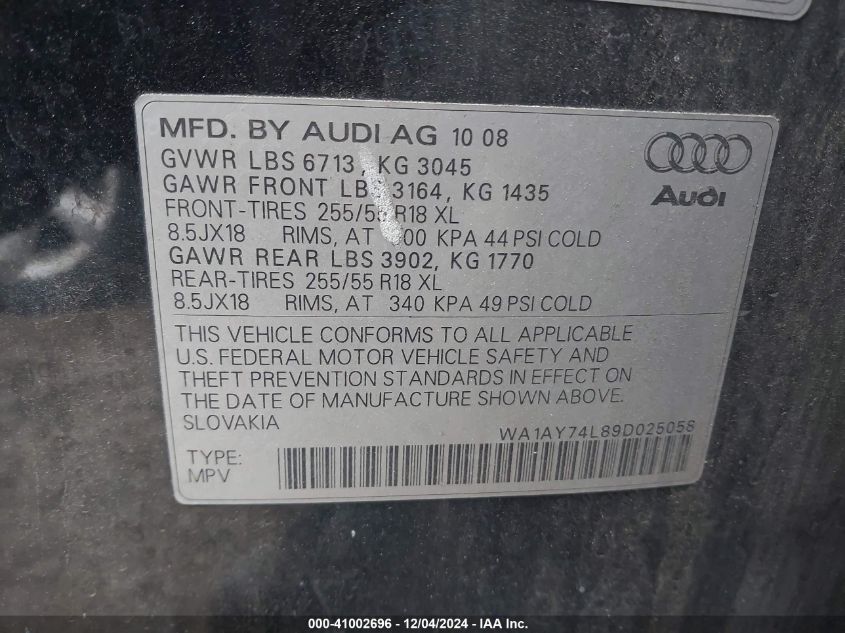 MFD. BY AUDI AG 10 08
GVWR LBS 6713, KG 3045
GAWR FRONT LBS 3164, KG 1435
FRONT-TIRES 255/55 R18 XL
8.5JX18 RIMS, AT 00 KPA 44 PSI COLD
GAWR REAR LBS 3902, KG 1770
REAR-TIRES 255/55 R18 XL
8.5JX18 RIMS, AT 340 KPA 49 PSI COLD
Audi
THIS VEHICLE CONFORMS TO ALL APPLICABLE
U.S. FEDERAL MOTOR VEHICLE SAFETY AND
THEFT PREVENTION STANDARDS IN EFFECT ON
THE DATE OF MANUFACTURE SHOWN ABOVE.
SLOVAKIA
WA1AY74L89D025058
TYPE:
MPV
000-41002696 - 12/04/2024 - IAA Inc.